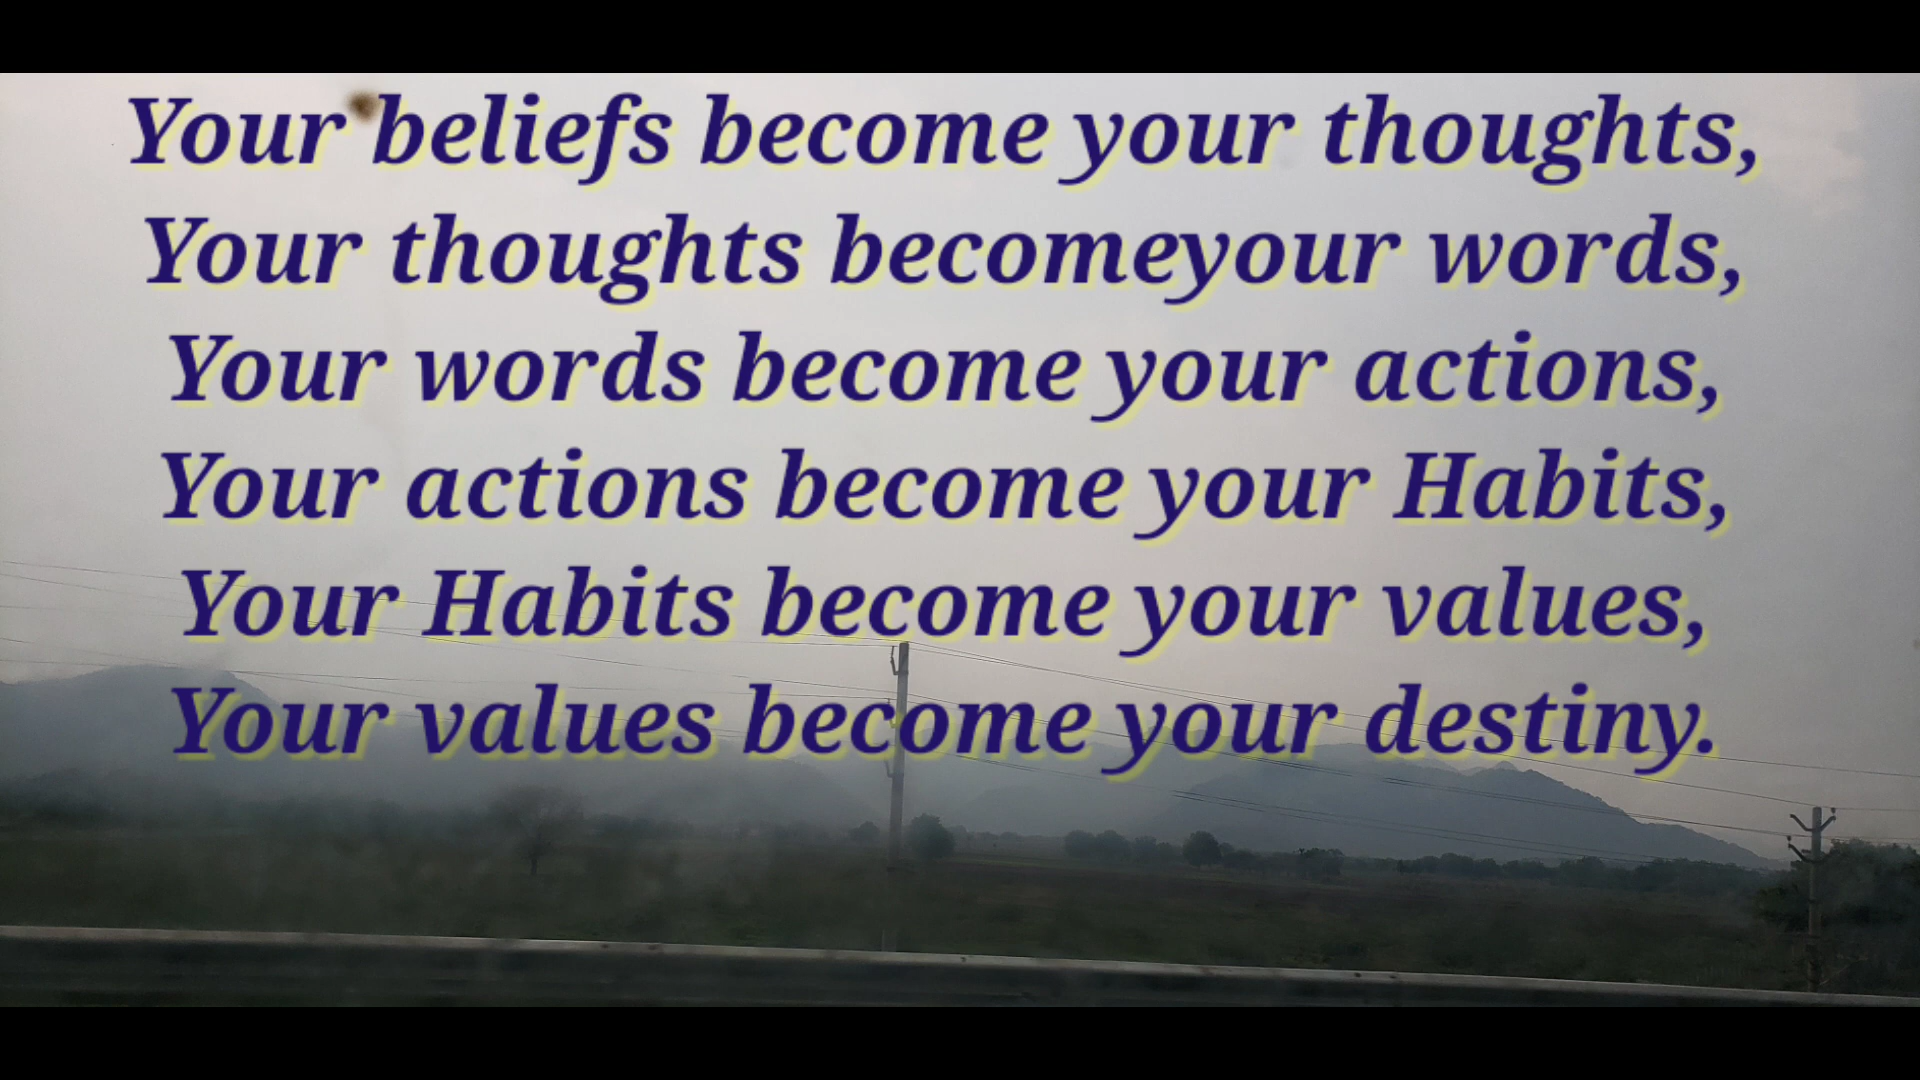 Your beliefs become your thoughts,
Your thoughts becomeyour words,
Your words become your actions,
Your actions become your Habits,
Your Habits become your values,
Your values become your destiny.